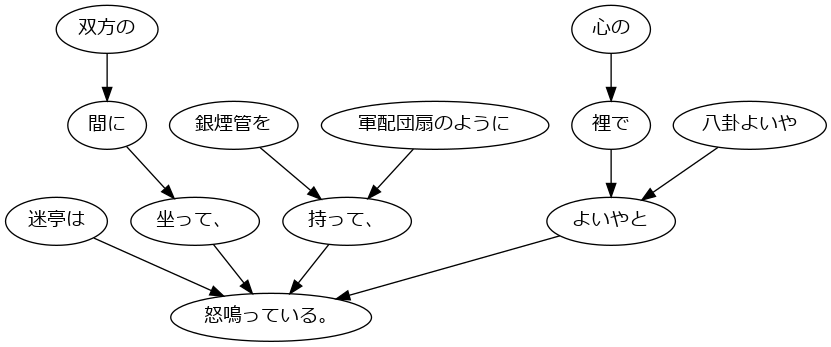 双方の
心の
間に
銀煙管を
軍配団扇のように
裡で
八卦よいや
迷亭は
坐って、
持って、
よいやと
怒鳴っている。